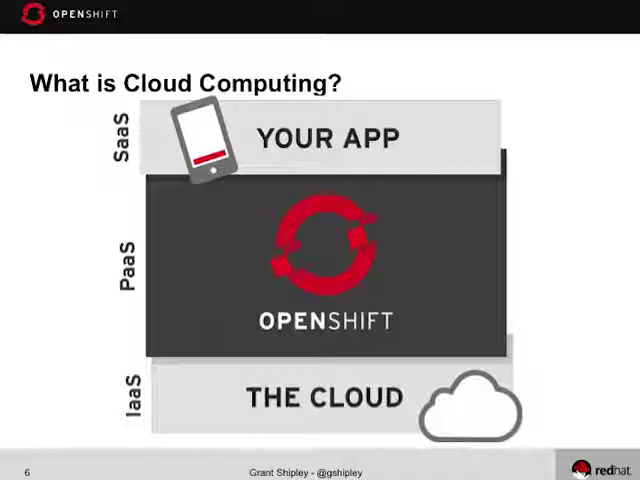 OPENSHIFT
What is Cloud Computing?
SaaS
YOUR APP
PaaS
OPENSHIFT
IaaS
THE CLOUD
6
Grant Shipley - @gshipley
redhat.